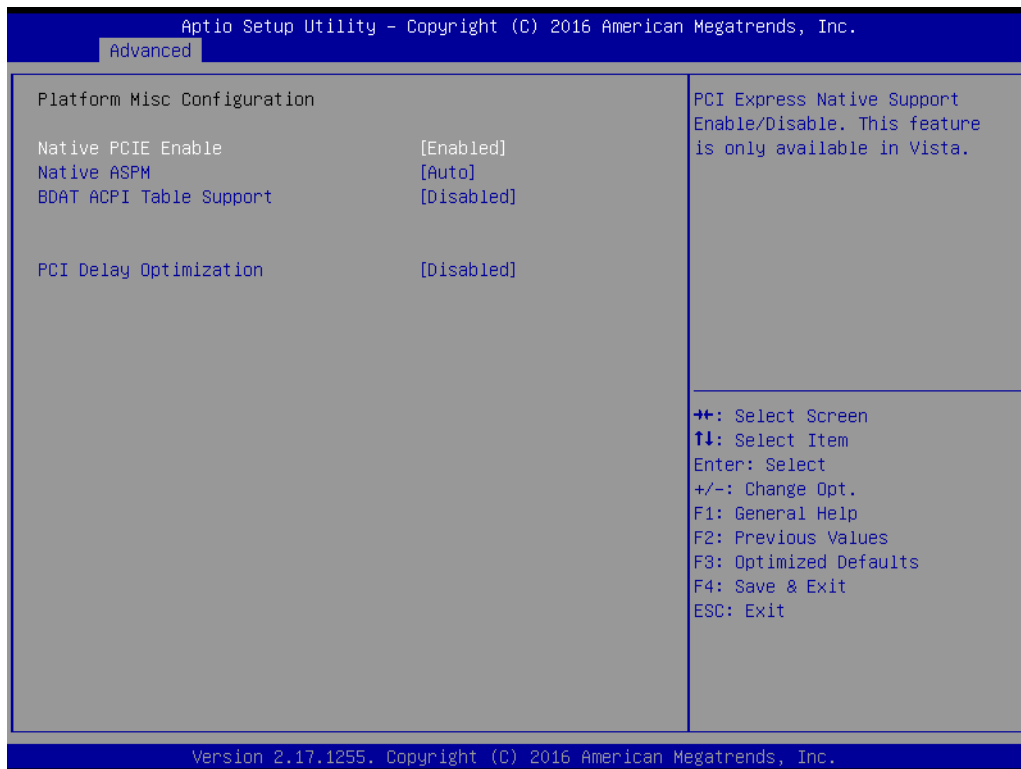 Aptio Setup Utility – Copyright (C) 2016 American Megatrends, Inc.
Advanced
Platform Misc Configuration
Native PCIE Enable [Enabled]
Native ASPM [Auto]
BDAT ACPI Table Support [Disabled]
PCI Delay Optimization [Disabled]
PCI Express Native Support
Enable/Disable. This feature
is only available in Vista.
→←: Select Screen
↑↓: Select Item
Enter: Select
+/-: Change Opt.
F1: General Help
F2: Previous Values
F3: Optimized Defaults
F4: Save & Exit
ESC: Exit
Version 2.17.1255. Copyright (C) 2016 American Megatrends, Inc.